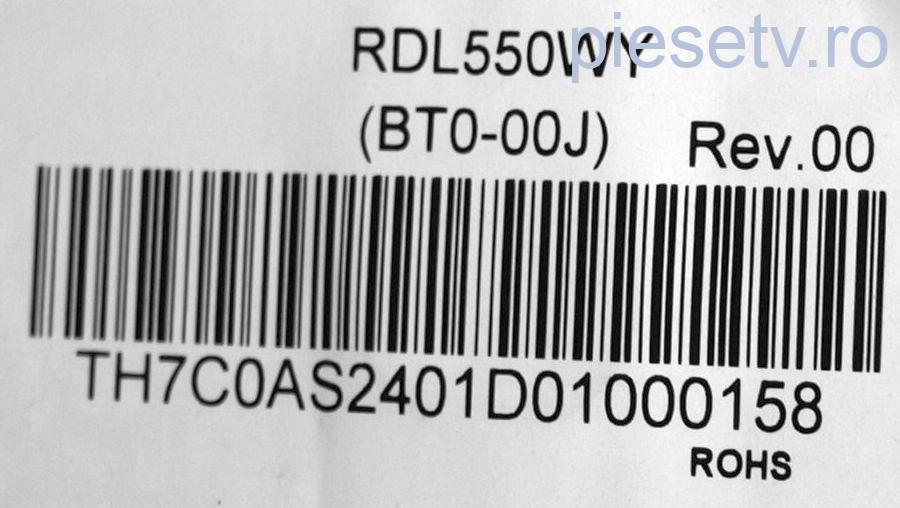 piesetv.ro
RDL550WY
(BT0-00J) Rev.00
TH7C0AS2401D01000158
ROHS